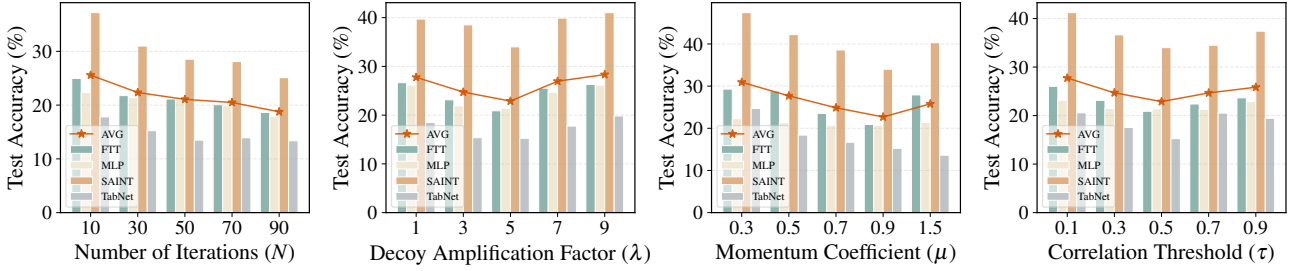 Test Accuracy (%)
30
20
10
0
AVG
FTT
MLP
SAINT
TabNet
10 30 50 70 90
Number of Iterations (N)
Test Accuracy (%)
40
30
20
10
0
AVG
FTT
MLP
SAINT
TabNet
1 3 5 7 9
Decoy Amplification Factor (λ)
Test Accuracy (%)
40
30
20
10
0
AVG
FTT
MLP
SAINT
TabNet
0.3 0.5 0.7 0.9 1.5
Momentum Coefficient (μ)
Test Accuracy (%)
40
30
20
10
0
AVG
FTT
MLP
SAINT
TabNet
0.1 0.3 0.5 0.7 0.9
Correlation Threshold (τ)